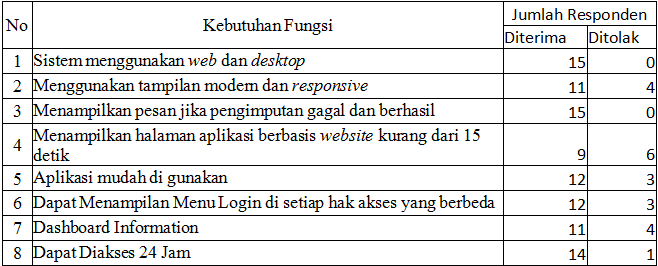 No Kebutuhan Fungsi Jumlah Responden
Diterima Ditolak
1 Sistem menggunakan web dan desktop 15 0
2 Menggunakan tampilan modern dan responsive 11 4
3 Menampilkan pesan jika pengimputan gagal dan berhasil 15 0
4 Menampilkan halaman aplikasi berbasis website kurang dari 15
detik 9 6
5 Aplikasi mudah di gunakan 12 3
6 Dapat Menampilan Menu Login di setiap hak akses yang berbeda 12 3
7 Dashboard Information 11 4
8 Dapat Diakses 24 Jam 14 1